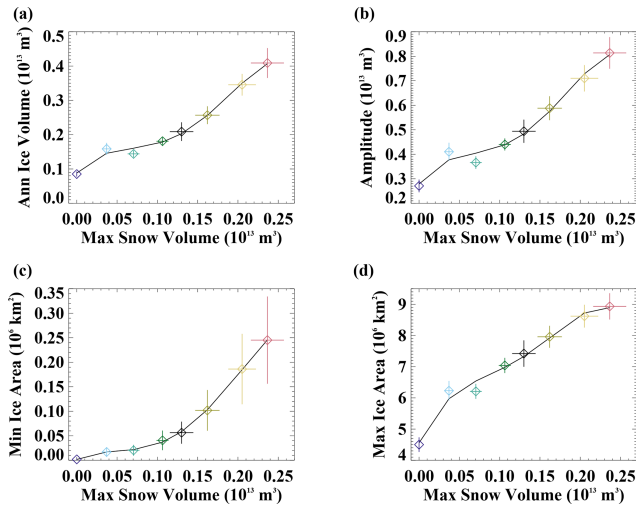 (a)
Ann Ice Volume (10¹³ m³)
0.5
0.4
0.3
0.2
0.1
0.0
0.00 0.05 0.10 0.15 0.20 0.25
Max Snow Volume (10¹³ m³)
(b)
Amplitude (10¹³ m³)
0.9
0.8
0.7
0.6
0.5
0.4
0.3
0.2
0.00 0.05 0.10 0.15 0.20 0.25
Max Snow Volume (10¹³ m³)
(c)
Min Ice Area (10⁶ km²)
0.35
0.30
0.25
0.20
0.15
0.10
0.05
0.00
0.00 0.05 0.10 0.15 0.20 0.25
Max Snow Volume (10¹³ m³)
(d)
Max Ice Area (10⁶ km²)
9
8
7
6
5
4
0.00 0.05 0.10 0.15 0.20 0.25
Max Snow Volume (10¹³ m³)